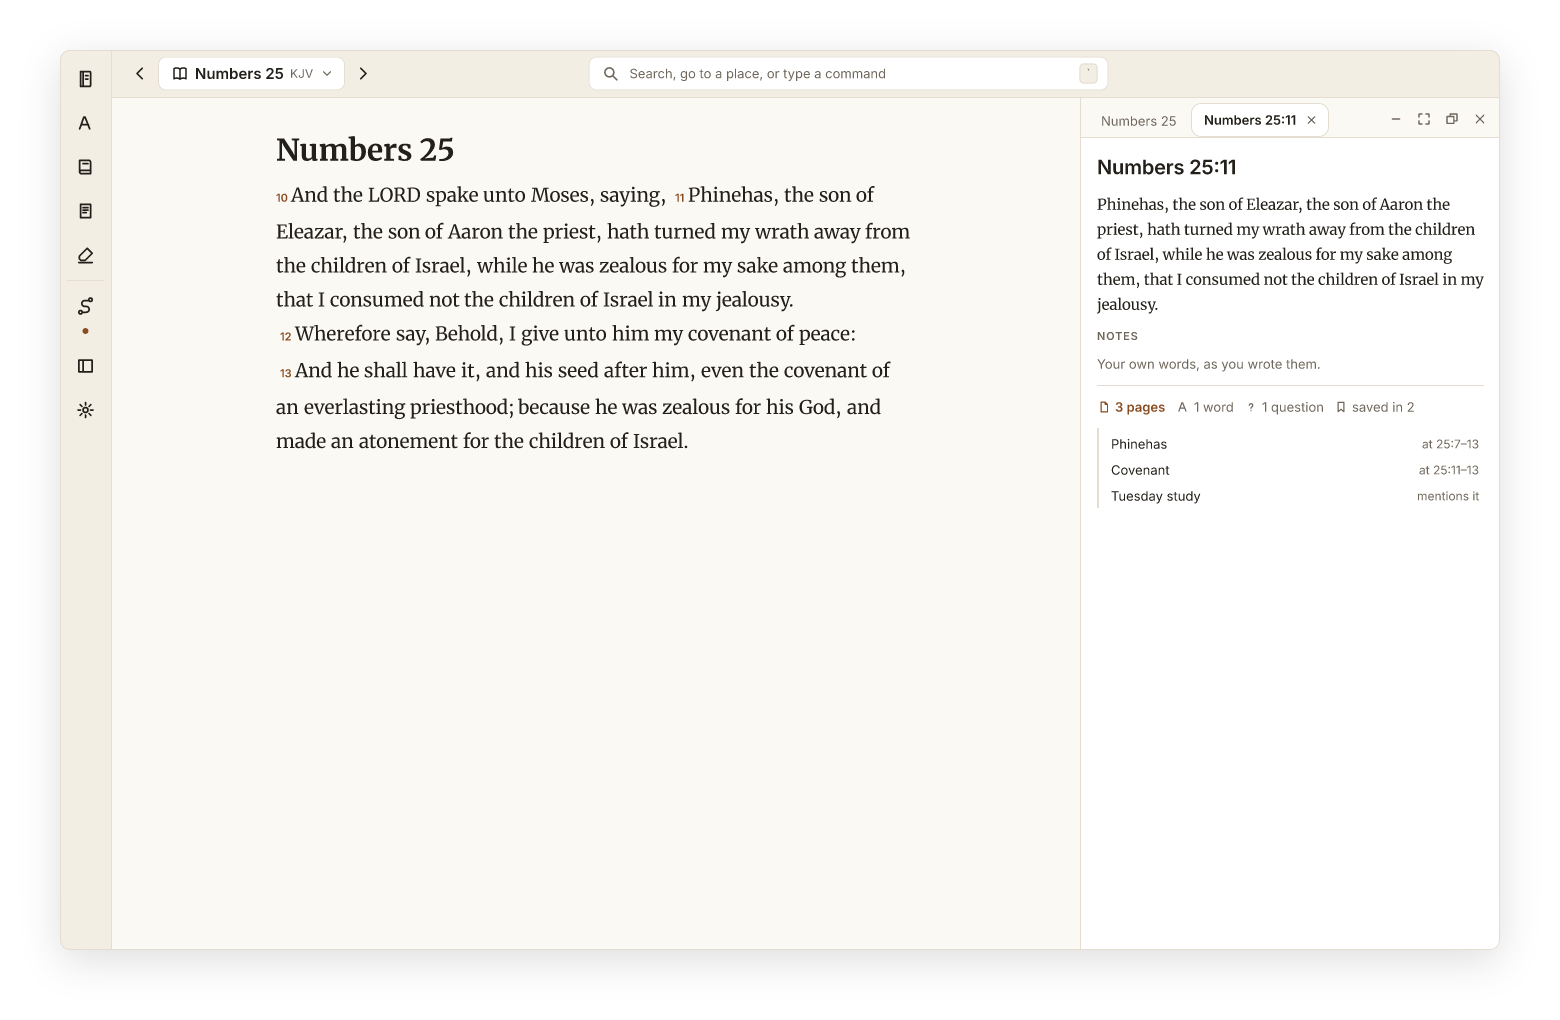 Numbers 25 KJV
Search, go to a place, or type a command
`
Numbers 25
10 And the LORD spake unto Moses, saying, 11 Phinehas, the son of
Eleazar, the son of Aaron the priest, hath turned my wrath away from
the children of Israel, while he was zealous for my sake among them,
that I consumed not the children of Israel in my jealousy.
12 Wherefore say, Behold, I give unto him my covenant of peace:
13 And he shall have it, and his seed after him, even the covenant of
an everlasting priesthood; because he was zealous for his God, and
made an atonement for the children of Israel.
Numbers 25
Numbers 25:11
Numbers 25:11
Phinehas, the son of Eleazar, the son of Aaron the
priest, hath turned my wrath away from the children
of Israel, while he was zealous for my sake among
them, that I consumed not the children of Israel in my
jealousy.
NOTES
Your own words, as you wrote them.
3 pages A 1 word ? 1 question saved in 2
Phinehas at 25:7–13
Covenant at 25:11–13
Tuesday study mentions it